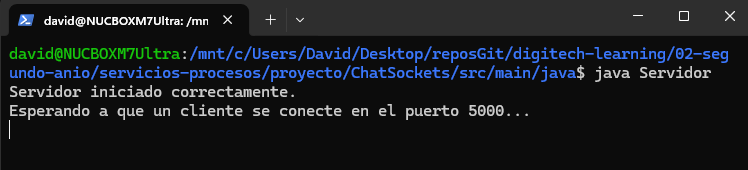 david@NUCBOXM7Ultra: /mn
david@NUCBOXM7Ultra:/mnt/c/Users/David/Desktop/reposGit/digitech-learning/02-seg
undo-anio/servicios-procesos/proyecto/ChatSockets/src/main/java$ java Servidor
Servidor iniciado correctamente.
Esperando a que un cliente se conecte en el puerto 5000...